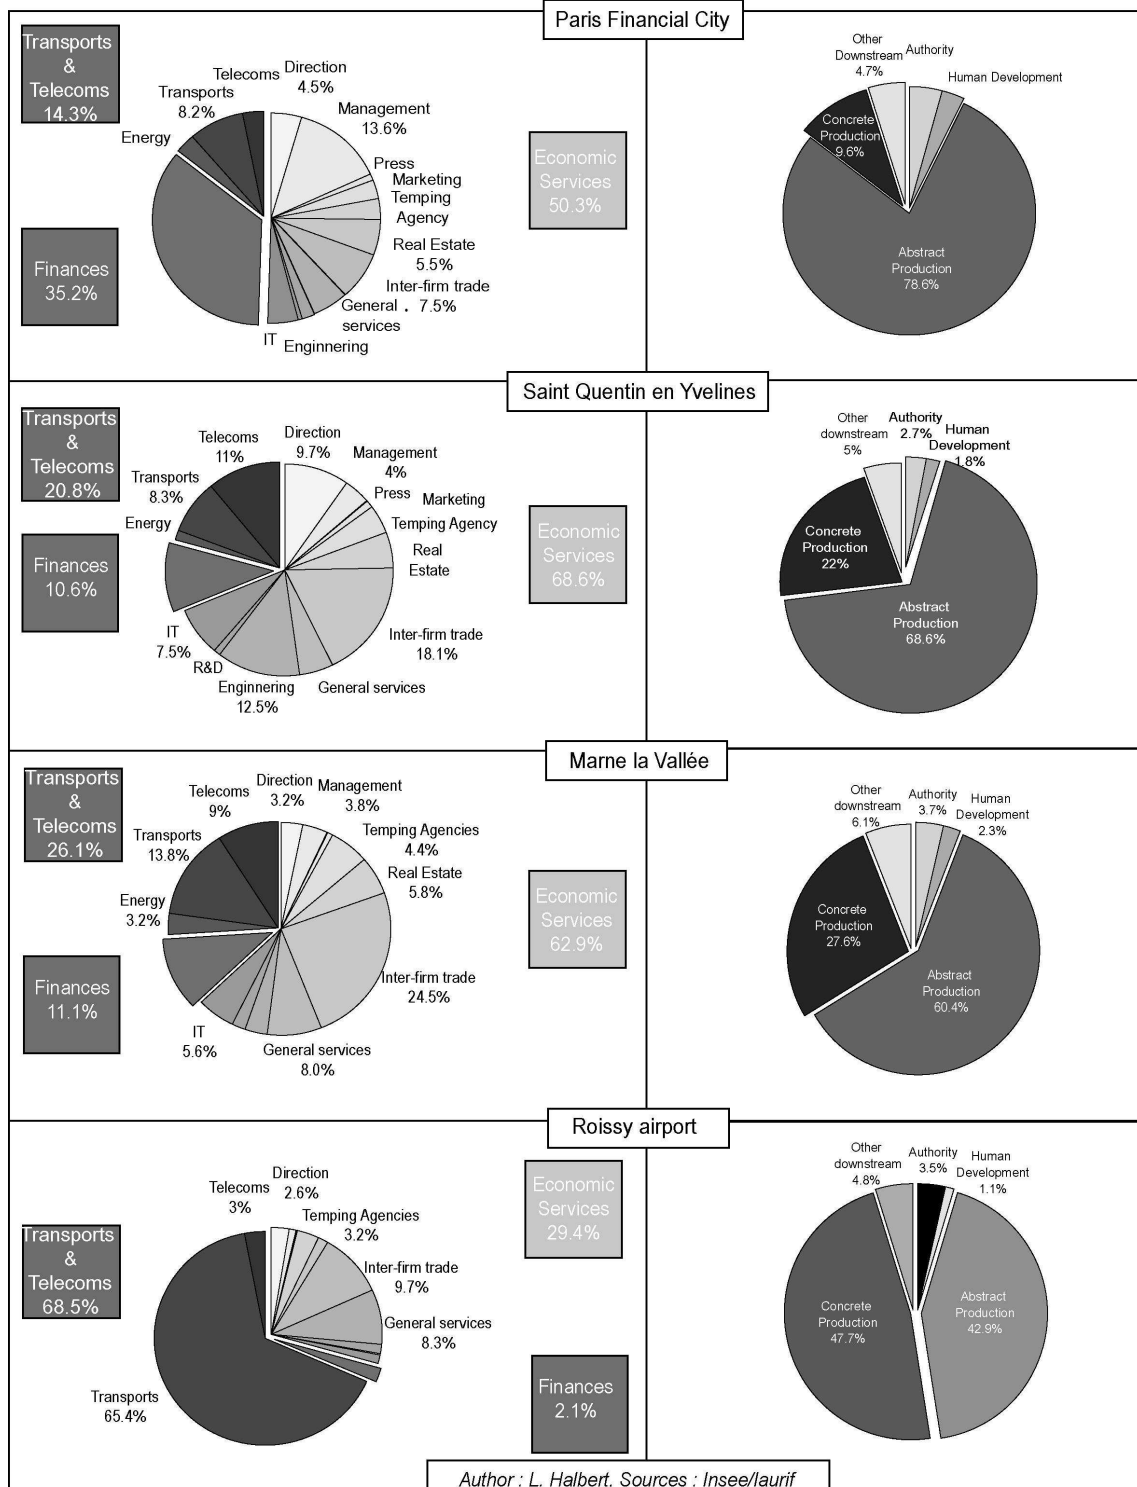 Paris Financial City
Transports
&
Telecoms
14.3%
Finances
35.2%
Economic
Services
50.3%
Telecoms
Transports
8.2%
Energy
Direction
4.5%
Management
13.6%
Press
Marketing
Temping
Agency
Real Estate
5.5%
Inter-firm trade
7.5%
General .
services
IT
Enginnering
Other
Downstream
4.7%
Authority
Human Development
Concrete
Production
9.6%
Abstract
Production
78.6%
Saint Quentin en Yvelines
Transports
&
Telecoms
20.8%
Finances
10.6%
Economic
Services
68.6%
Telecoms
11%
Transports
8.3%
Energy
Direction
9.7%
Management
4%
Press
Marketing
Temping Agency
Real
Estate
Inter-firm trade
18.1%
General services
Enginnering
12.5%
R&D
IT
7.5%
Other
downstream
5%
Authority
2.7%
Human
Development
1.8%
Concrete
Production
22%
Abstract
Production
68.6%
Marne la Vallée
Transports
&
Telecoms
26.1%
Finances
11.1%
Economic
Services
62.9%
Telecoms
9%
Transports
13.8%
Energy
3.2%
Direction
3.2%
Management
3.8%
Temping Agencies
4.4%
Real Estate
5.8%
Inter-firm trade
24.5%
General services
8.0%
IT
5.6%
Other
downstream
6.1%
Authority
3.7%
Human
Development
2.3%
Concrete
Production
27.6%
Abstract
Production
60.4%
Roissy airport
Transports
&
Telecoms
68.5%
Economic
Services
29.4%
Finances
2.1%
Telecoms
3%
Direction
2.6%
Temping Agencies
3.2%
Inter-firm trade
9.7%
General services
8.3%
Transports
65.4%
Other
downstream
4.8%
Authority
3.5%
Human
Development
1.1%
Concrete
Production
47.7%
Abstract
Production
42.9%
Author : L. Halbert. Sources : Insee/Iaurif